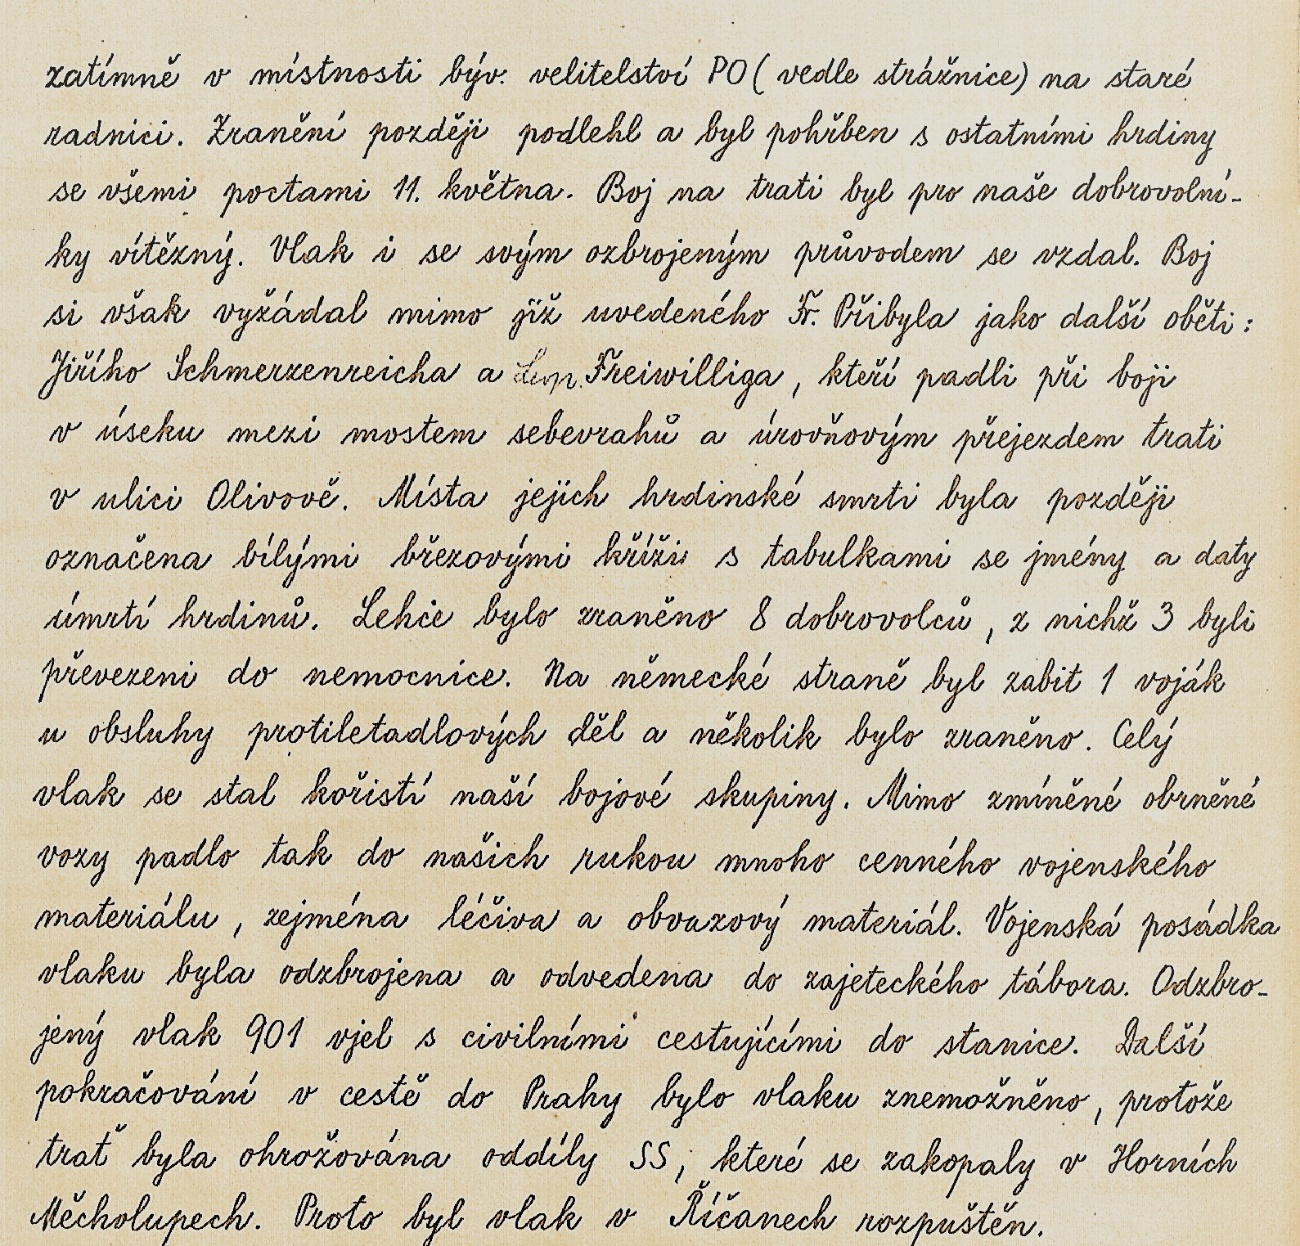 zatímně v místnosti býv. velitelství PO (vedle strážnice) na staré
radnici. Zranění později podlehl a byl pohřben s ostatními hrdiny
se všemi poctami 11. května. Boj na trati byl pro naše dobrovolní-
ky vítězný. Vlak i se svým ozbrojeným průvodem se vzdal. Boj
si však vyžádal mimo již uvedeného Fr. Přibyla jako další oběti:
Jiřího Schmerzenreicha a Freiwilliga, kteří padli při boji
v úseku mezi mostem sebevrahů a úrovňovým přejezdem trati
v ulici Olivově. Místa jejich hrdinské smrti byla později
označena bílými březovými kříži s tabulkami se jmény a daty
úmrtí hrdinů. Lehce bylo zraněno 8 dobrovolců, z nichž 3 byli
převezeni do nemocnice. Na německé straně byl zabit 1 voják
u obsluhy protiletadlových děl a několik bylo zraněno. Celý
vlak se stal kořistí naší bojové skupiny. Mimo zmíněné obrněné
vozy padlo tak do našich rukou mnoho cenného vojenského
materiálu, zejména léčiva a obvazový materiál. Vojenská posádka
vlaku byla odzbrojena a odvedena do zajeteckého tábora. Odzbro-
jený vlak 901 vjel s civilními cestujícími do stanice. Další
pokračování v cestě do Prahy bylo vlaku znemožněno, protože
trať byla ohrožována oddíly SS, které se zakopaly v Horních
Měcholupech. Proto byl vlak v Říčanech rozpuštěn.